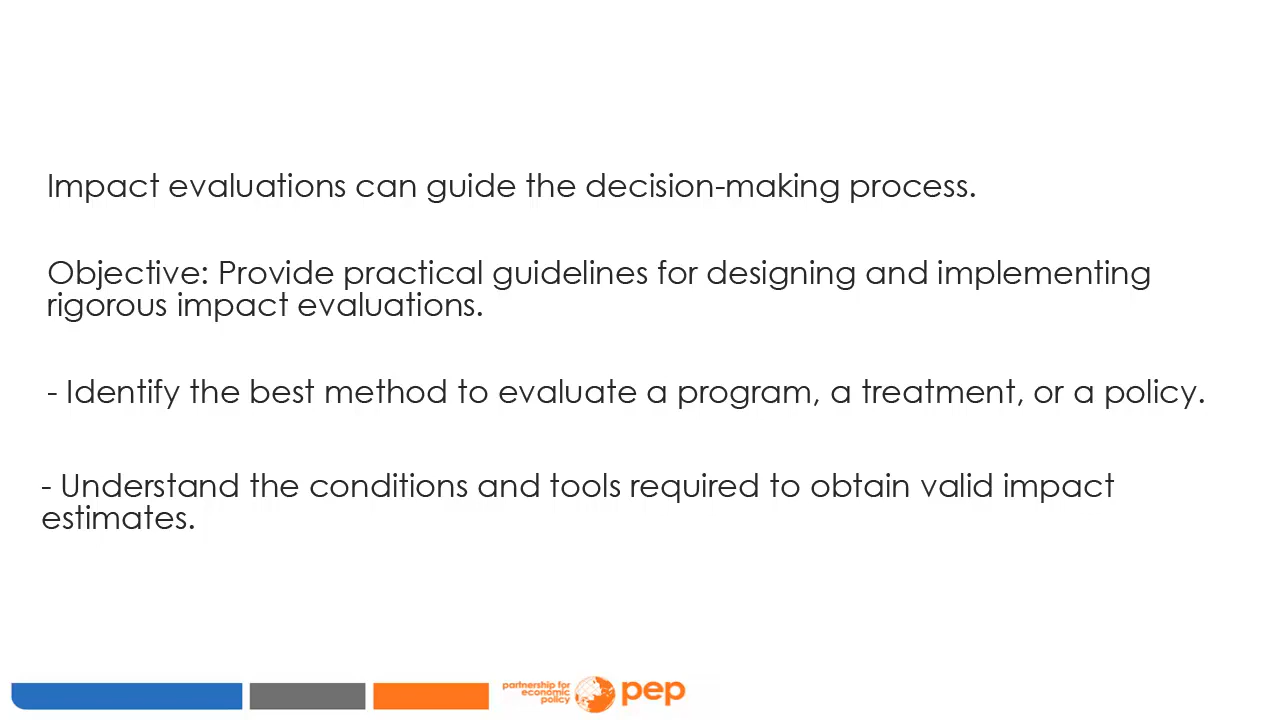 Impact evaluations can guide the decision-making process.
Objective: Provide practical guidelines for designing and implementing
rigorous impact evaluations.
- Identify the best method to evaluate a program, a treatment, or a policy.
- Understand the conditions and tools required to obtain valid impact
estimates.
partnership for
economic
policy
pep